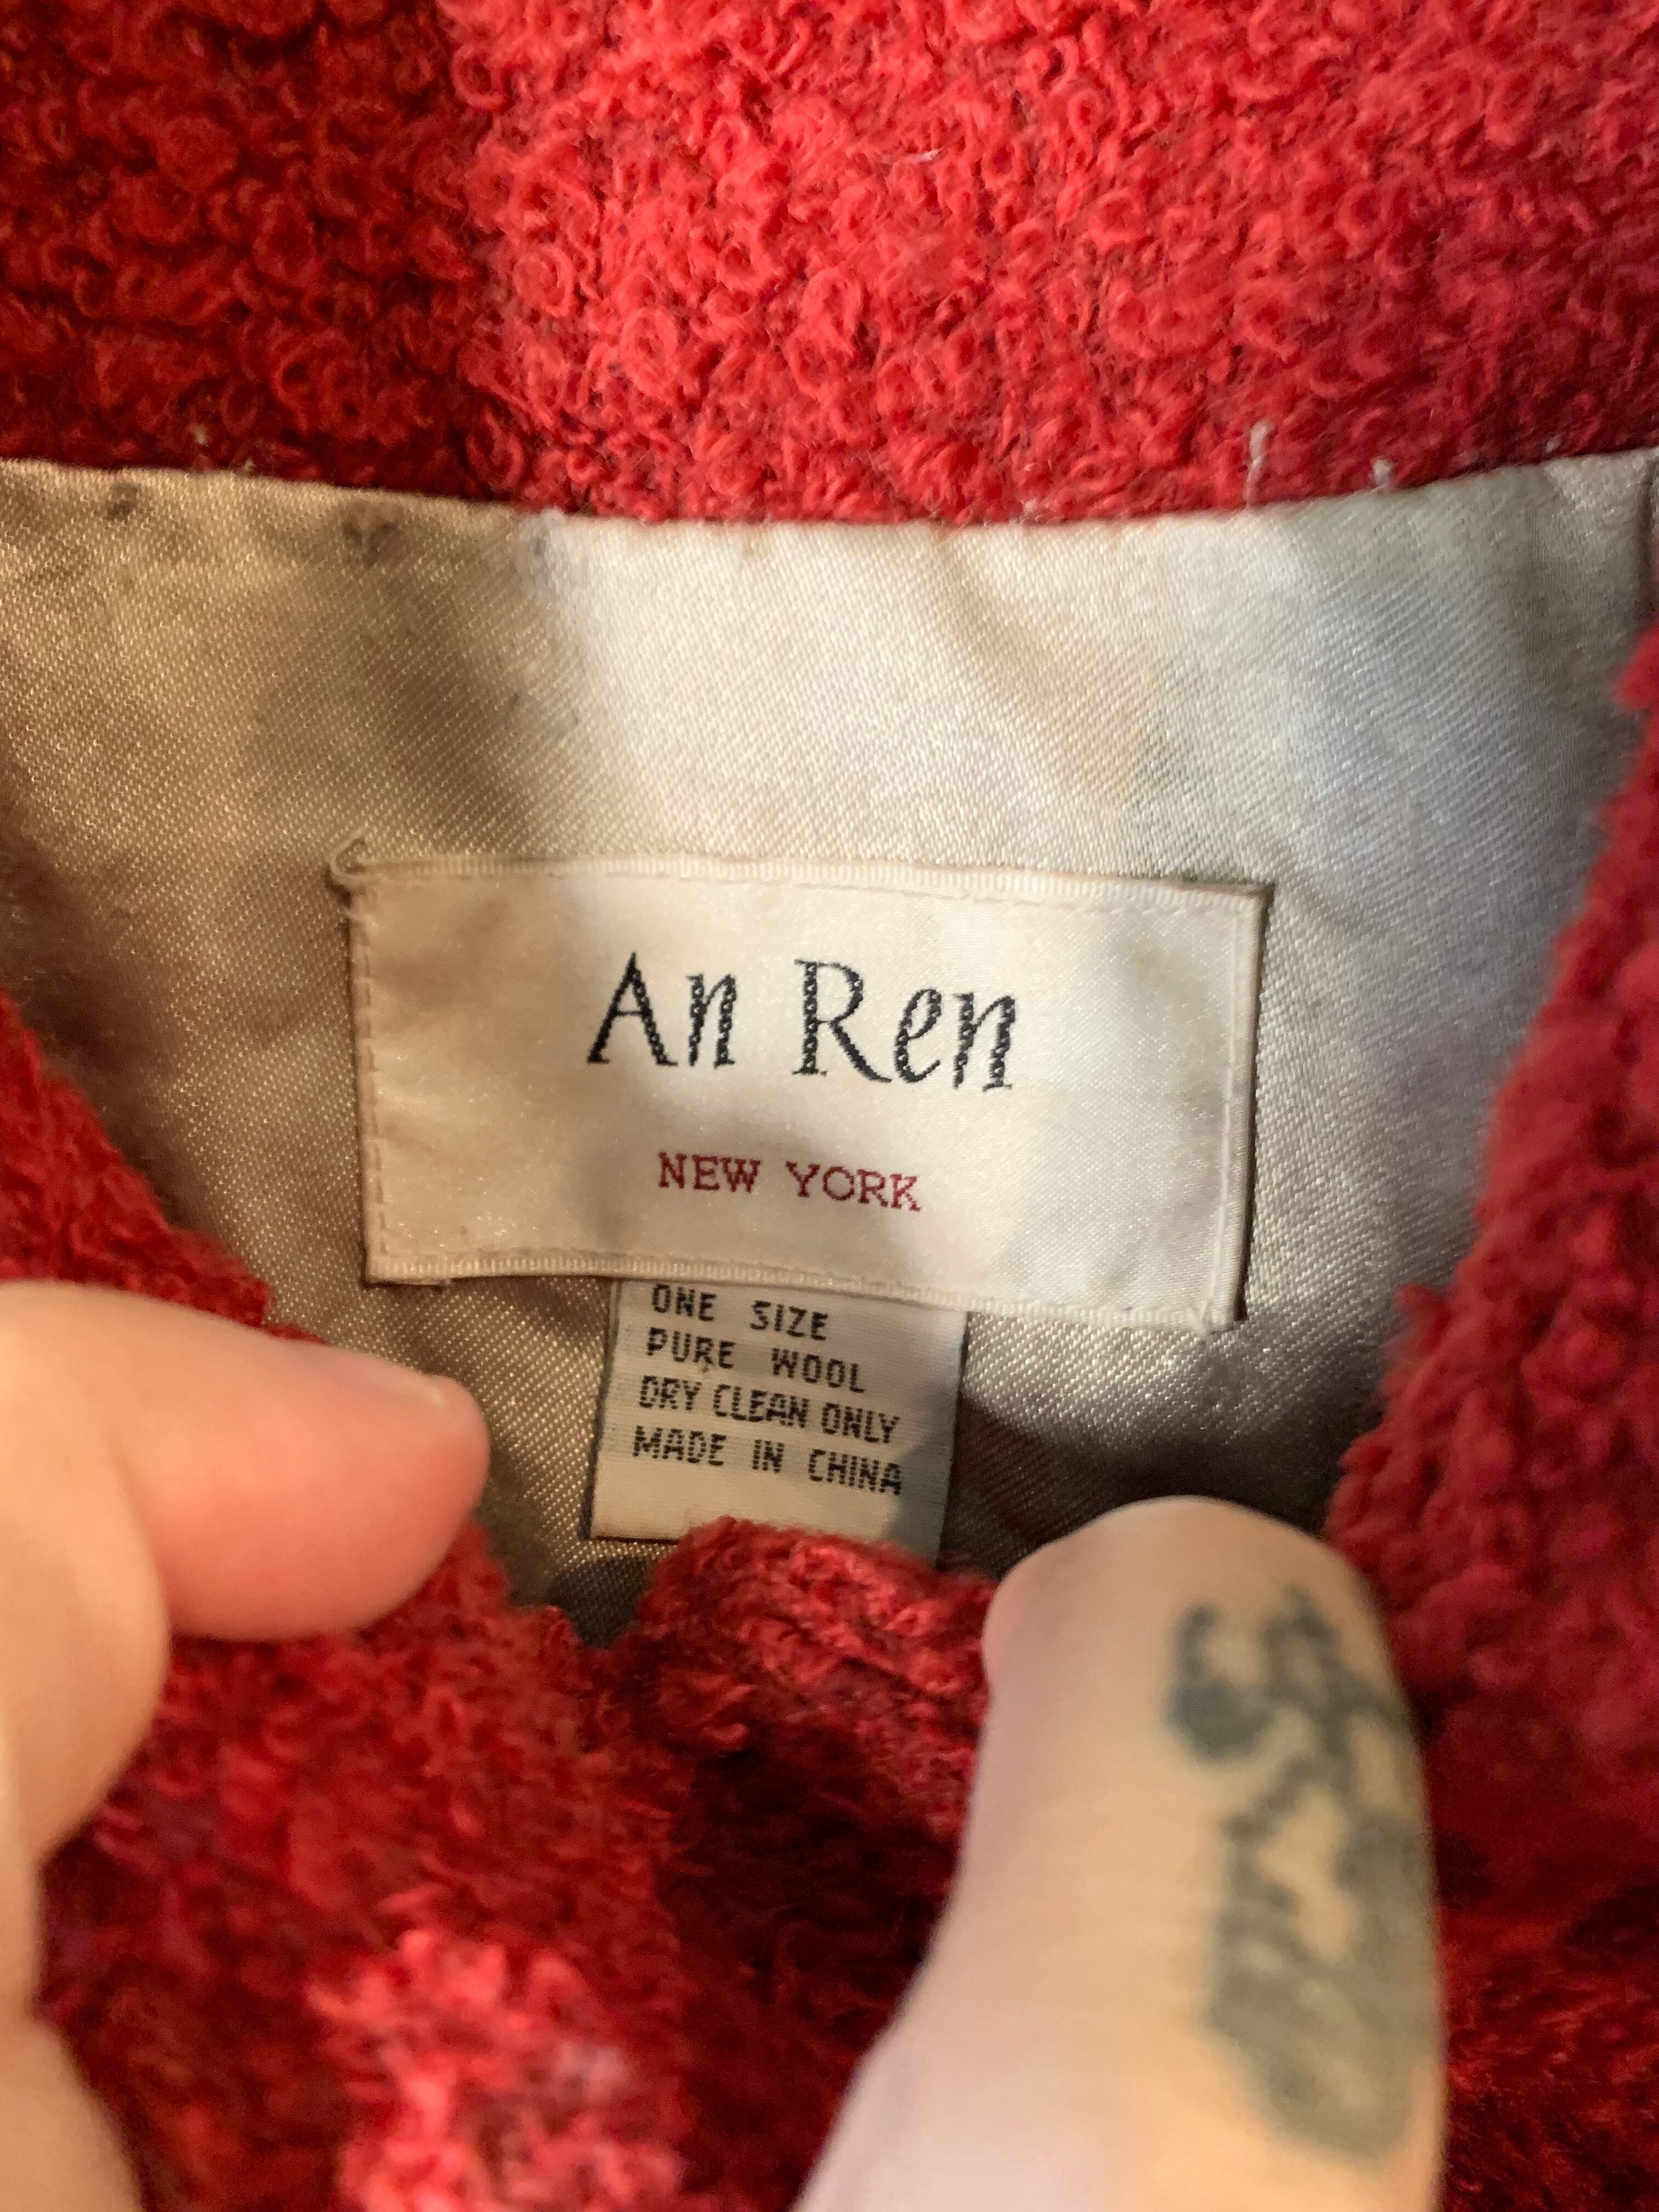 An Ren
NEW YORK
ONE SIZE
PURE WOOL
DRY CLEAN ONLY
MADE IN CHINA